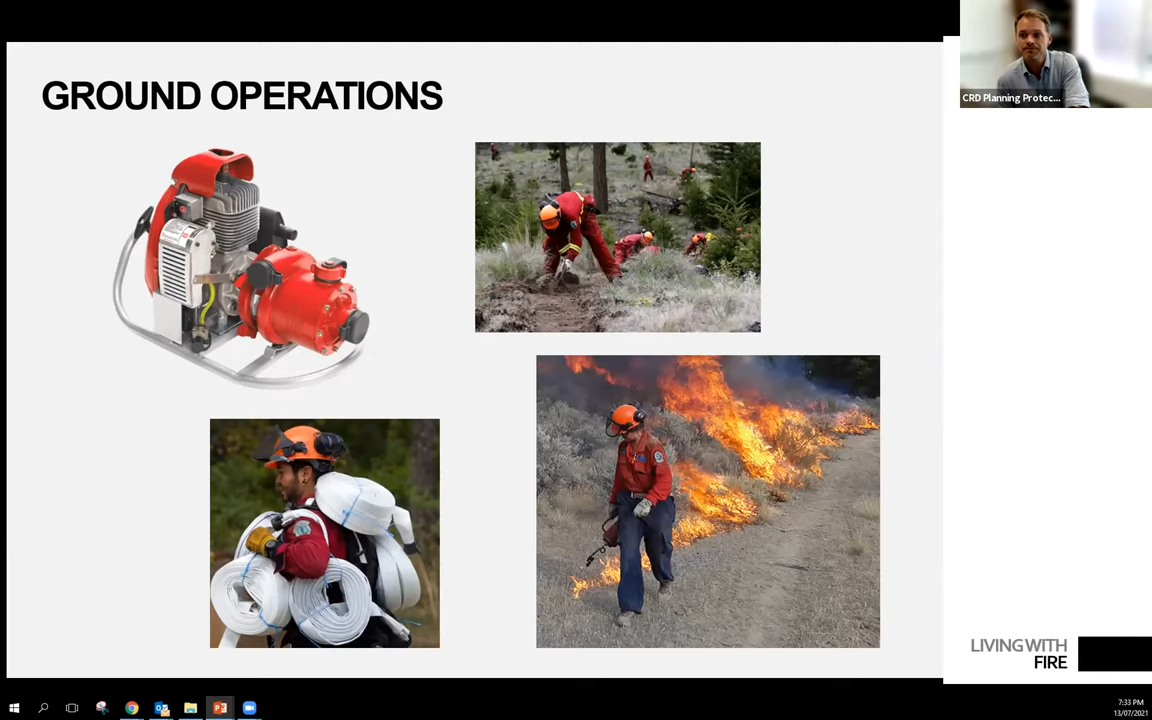 GROUND OPERATIONS
CRD Planning Protec...
LIVING WITH
FIRE
7:33 PM
13/07/2021